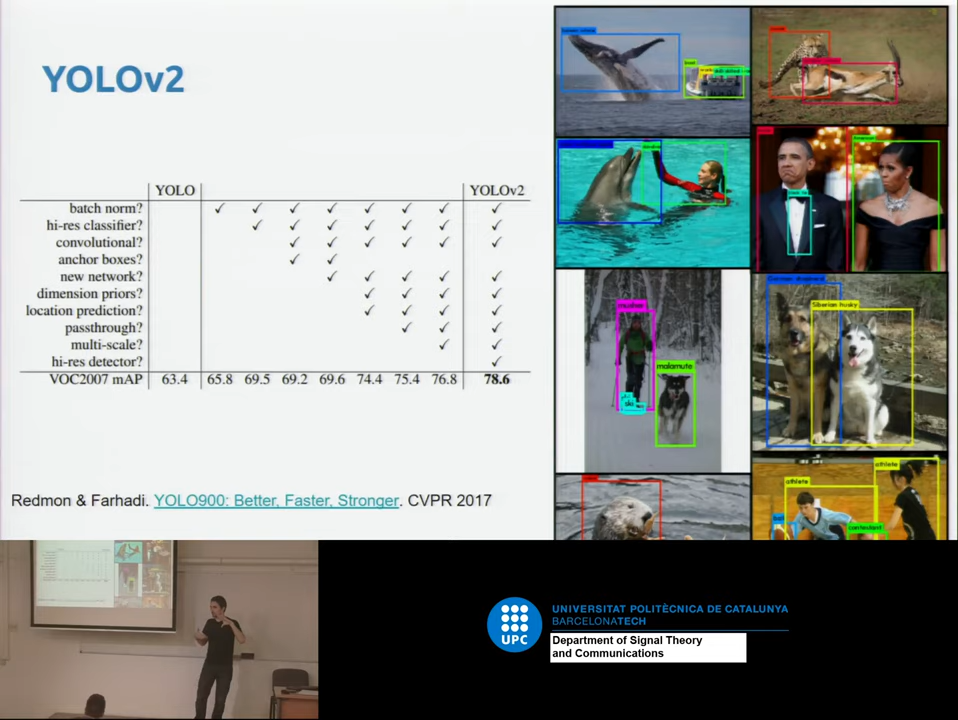 YOLOv2
YOLO YOLOv2
batch norm? ✓ ✓ ✓ ✓ ✓ ✓ ✓ ✓
hi-res classifier? ✓ ✓ ✓ ✓ ✓ ✓ ✓
convolutional? ✓ ✓ ✓ ✓ ✓ ✓
anchor boxes? ✓ ✓
new network? ✓ ✓ ✓ ✓ ✓
dimension priors? ✓ ✓ ✓ ✓
location prediction? ✓ ✓ ✓ ✓
passthrough? ✓ ✓ ✓
multi-scale? ✓ ✓
hi-res detector? ✓
VOC2007 mAP 63.4 65.8 69.5 69.2 69.6 74.4 75.4 76.8 78.6
Redmon & Farhadi. YOLO900: Better, Faster, Stronger. CVPR 2017
malamute
German shepherd
Siberian husky
athlete
athlete
UPC
UNIVERSITAT POLITÈCNICA DE CATALUNYA
BARCELONATECH
Department of Signal Theory
and Communications